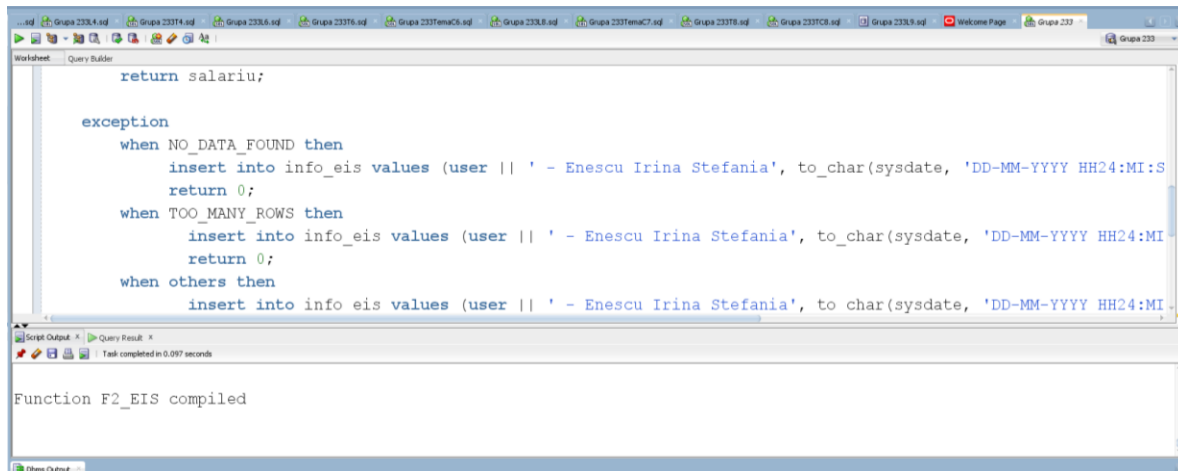 ...sql Grupa 233L4.sql Grupa 233T4.sql Grupa 233L6.sql Grupa 233T6.sql Grupa 233TemaC6.sql Grupa 233L8.sql Grupa 233TemaC7.sql Grupa 233T8.sql Grupa 233TC8.sql Grupa 233L9.sql Welcome Page Grupa 233
Grupa 233
Worksheet Query Builder
return salariu;
exception
when NO_DATA_FOUND then
insert into info_eis values (user || ' - Enescu Irina Stefania', to_char(sysdate, 'DD-MM-YYYY HH24:MI:S
return 0;
when TOO_MANY_ROWS then
insert into info_eis values (user || ' - Enescu Irina Stefania', to_char(sysdate, 'DD-MM-YYYY HH24:MI
return 0;
when others then
insert into info_eis values (user || ' - Enescu Irina Stefania', to_char(sysdate, 'DD-MM-YYYY HH24:MI
Script Output x Query Result x
Task completed in 0.097 seconds
Function F2_EIS compiled
Dbms Output x